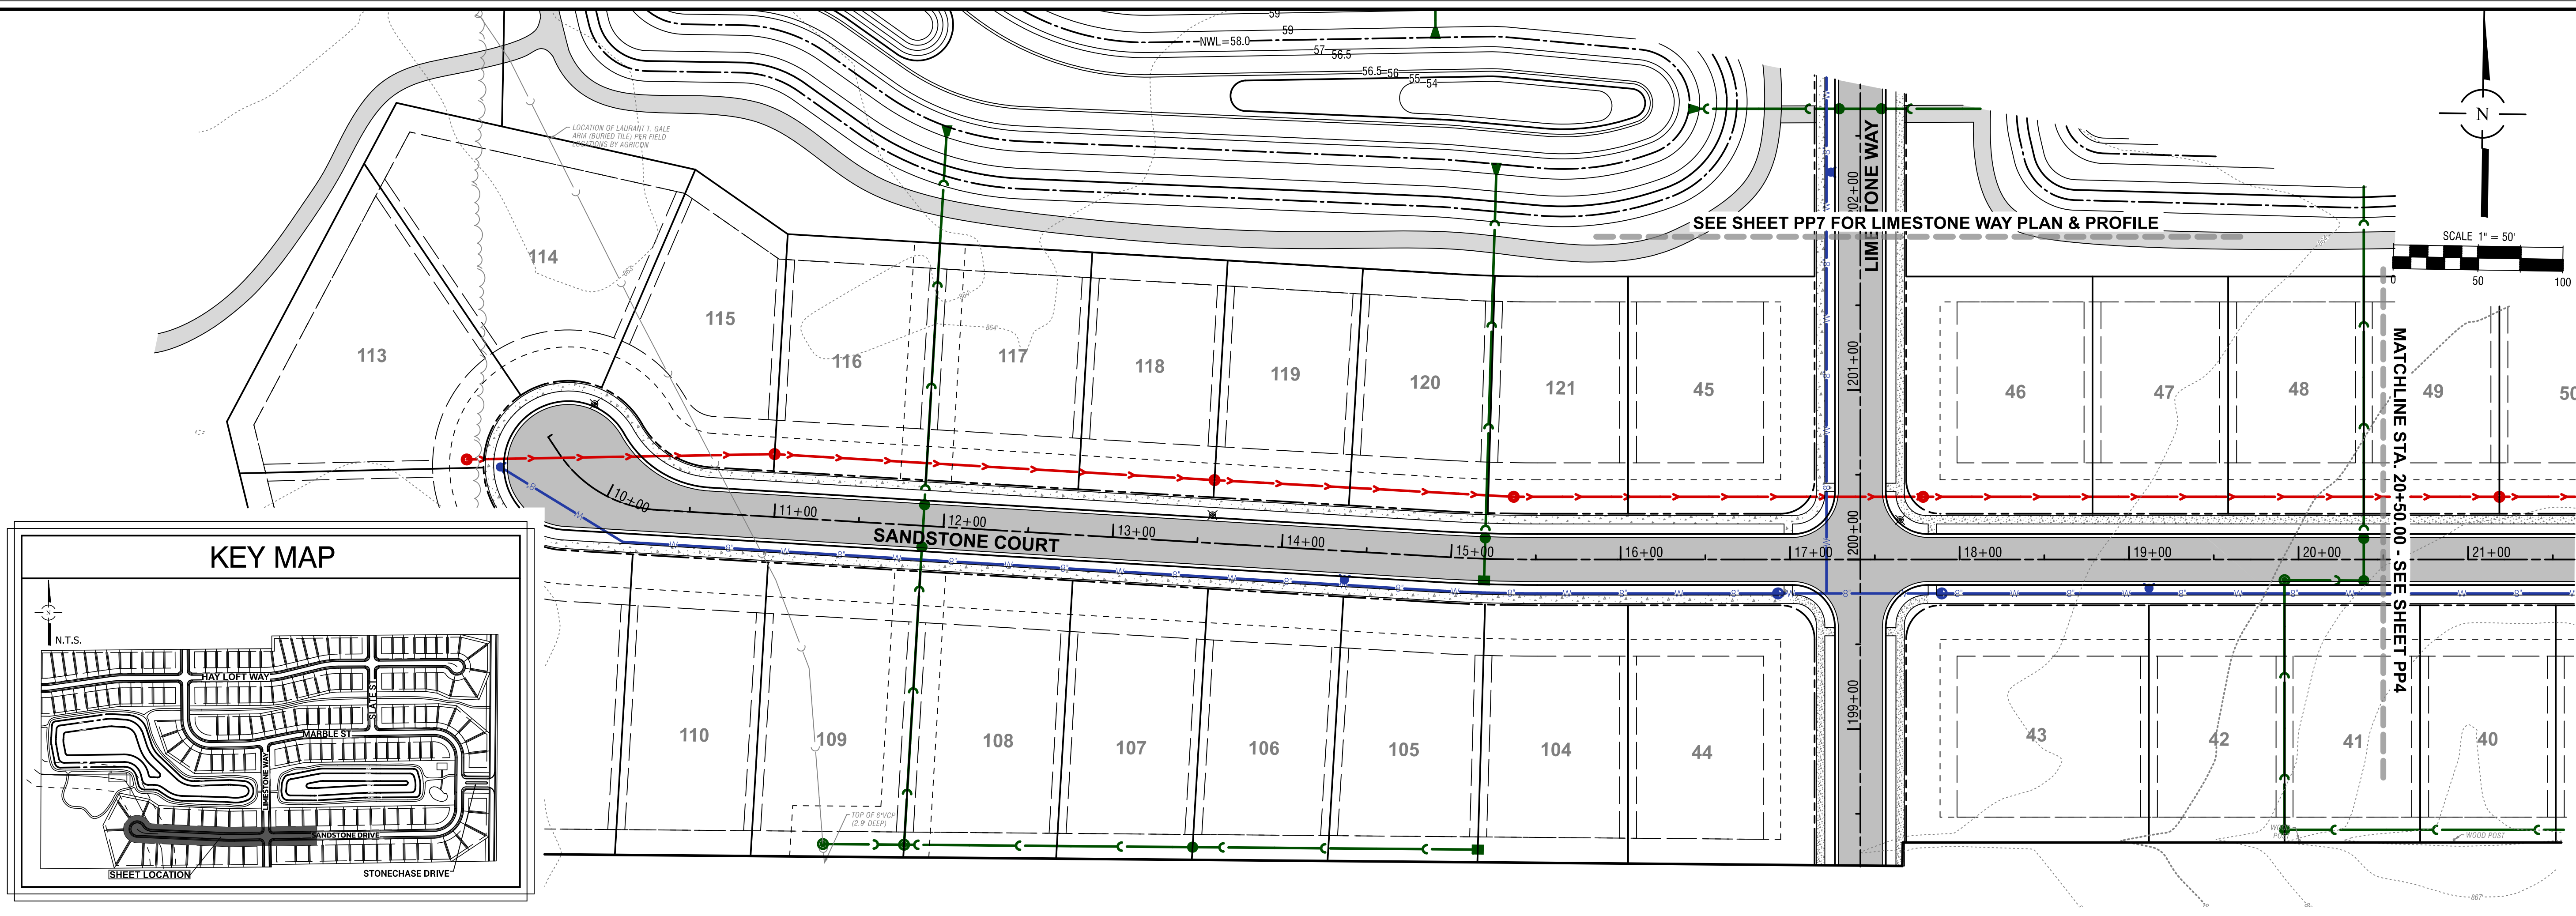 59
59
NWL=58.0
57
56.5
56.5
56
55
54
N
LOCATION OF LAURANT T. GALE
ARM (BURIED TILE) PER FIELD
LOCATIONS BY AGRICON
LIMESTONE WAY
SEE SHEET PP7 FOR LIMESTONE WAY PLAN & PROFILE
SCALE 1" = 50'
0
50
100
114
113
115
116
117
118
119
120
121
45
46
47
48
49
864
864
862
201+00
200+00
199+00
MATCHLINE STA. 20+50.00 - SEE SHEET PP4
10+00
11+00
12+00
13+00
14+00
15+00
16+00
17+00
18+00
19+00
20+00
21+00
SANDSTONE COURT
110
109
108
107
106
105
104
44
43
42
41
40
TOP OF 6"VCP
(2.9' DEEP)
WOOD POST
867
KEY MAP
N
N.T.S.
HAY LOFT WAY
SLATE ST
MARBLE ST
LIMESTONE WAY
SANDSTONE DRIVE
SHEET LOCATION
STONECHASE DRIVE